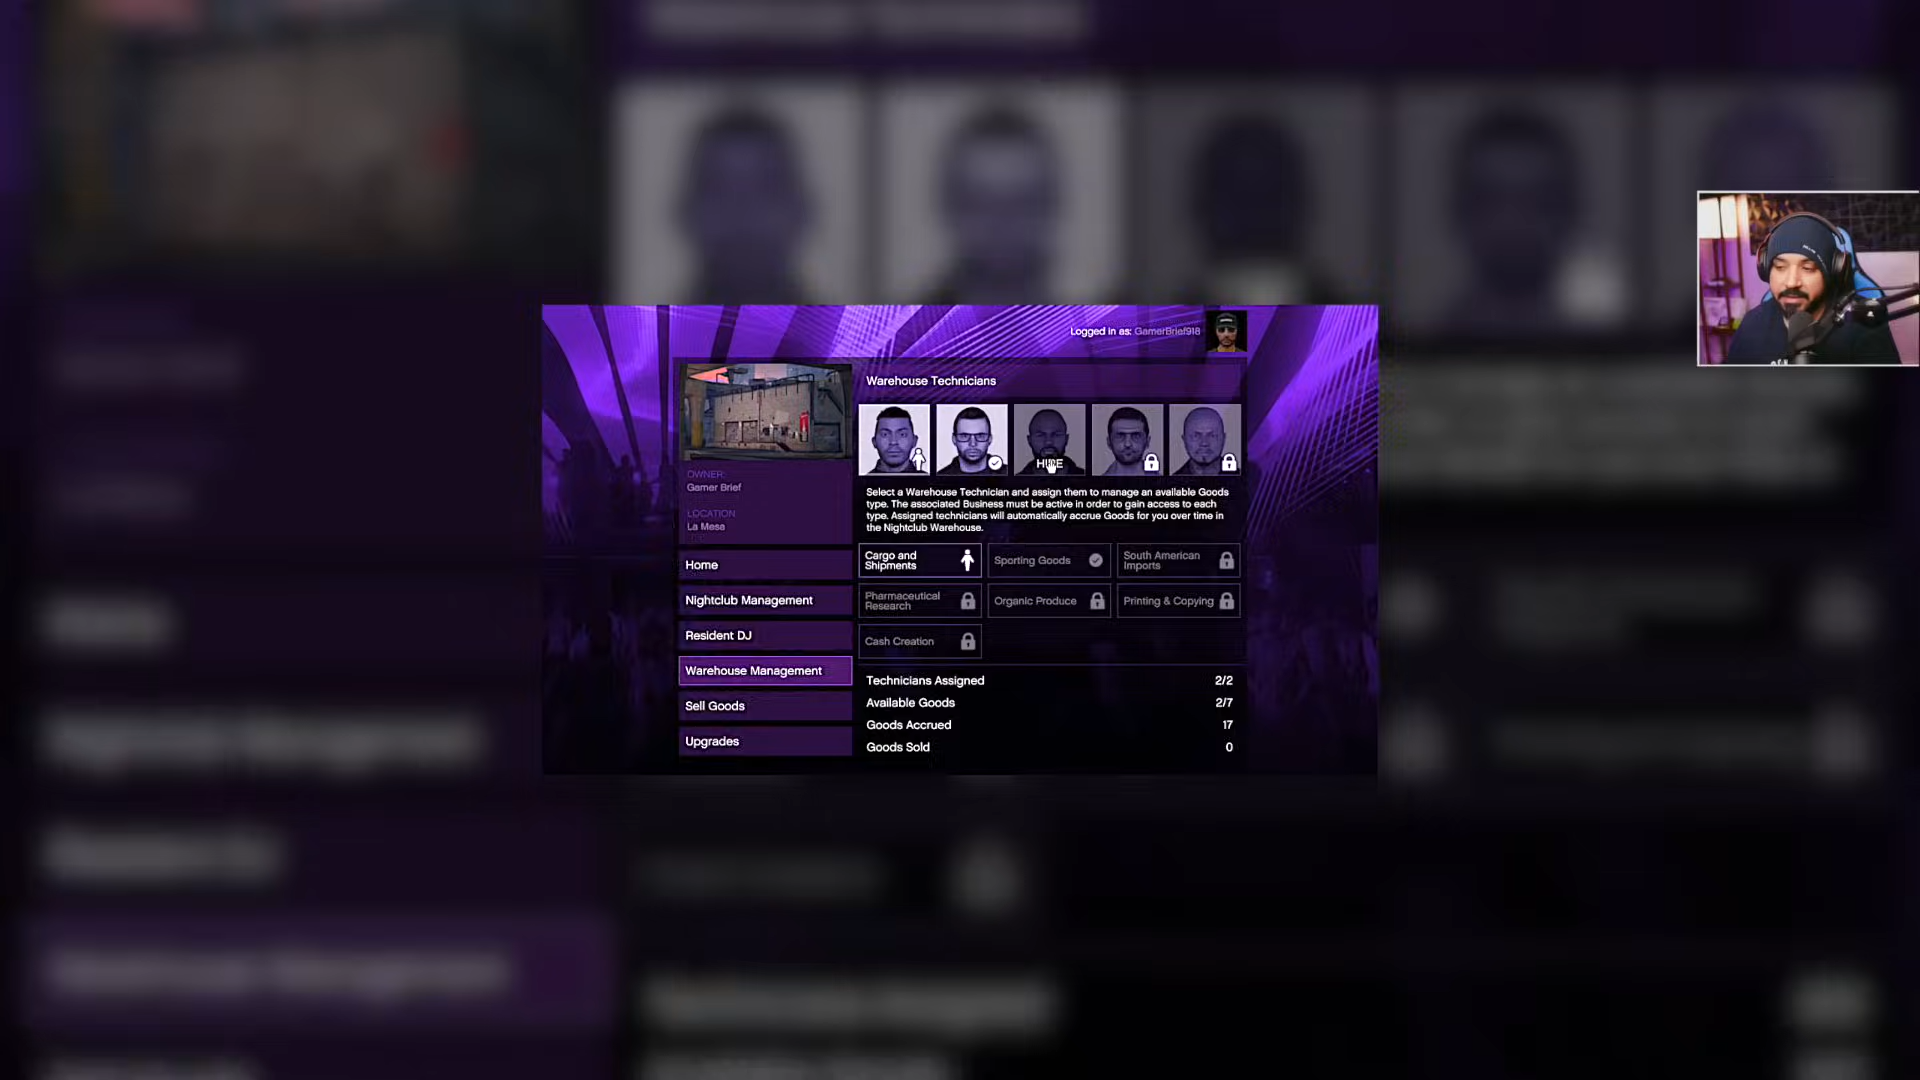 Logged in as: GamerBrief918
Warehouse Technicians
HIRE
OWNER:
Gamer Brief
LOCATION
La Mesa
Select a Warehouse Technician and assign them to manage an available Goods
type. The associated Business must be active in order to gain access to each
type. Assigned technicians will automatically accrue Goods for you over time in
the Nightclub Warehouse.
Home
Nightclub Management
Resident DJ
Warehouse Management
Sell Goods
Upgrades
Cargo and
Shipments
Sporting Goods
South American
Imports
Pharmaceutical
Research
Organic Produce
Printing & Copying
Cash Creation
Technicians Assigned 2/2
Available Goods 2/7
Goods Accrued 17
Goods Sold 0